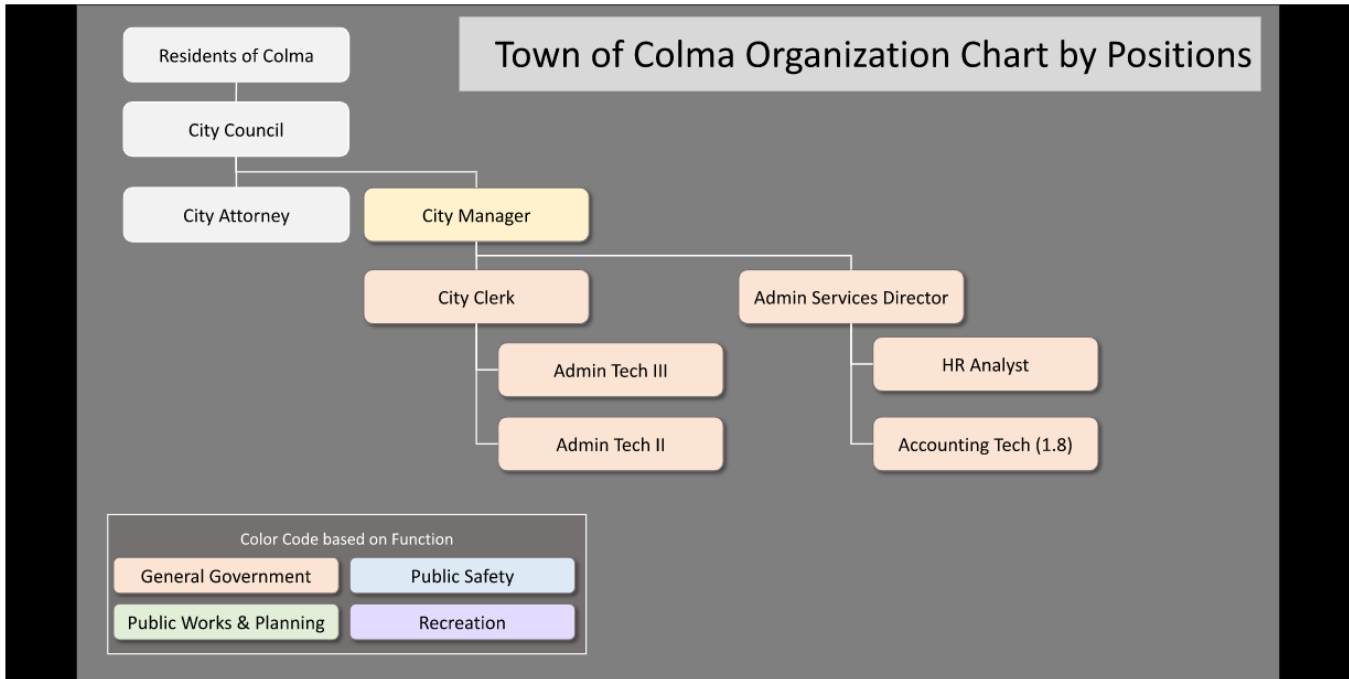 Town of Colma Organization Chart by Positions
Residents of Colma
City Council
City Attorney
City Manager
City Clerk
Admin Services Director
Admin Tech III
HR Analyst
Admin Tech II
Accounting Tech (1.8)
Color Code based on Function
General Government
Public Safety
Public Works & Planning
Recreation